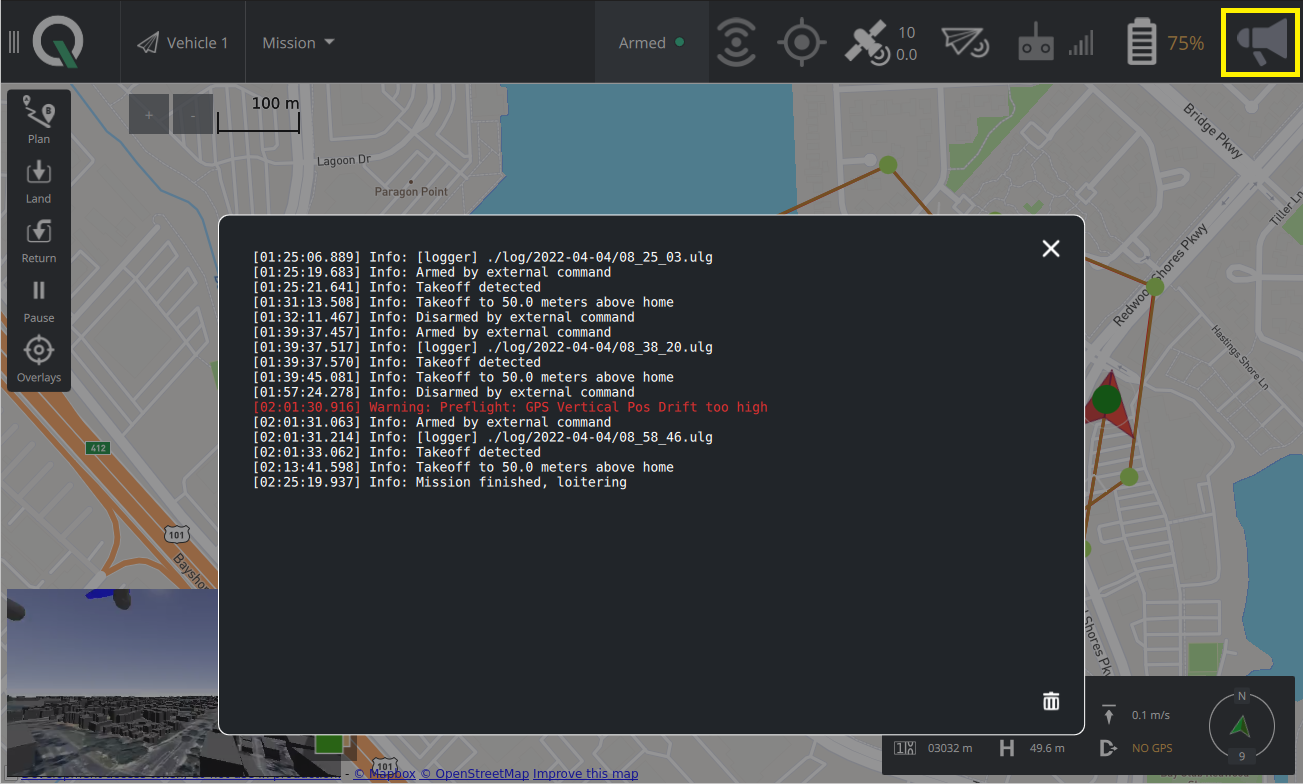 Vehicle 1
Mission
Armed
10
0.0
75%
Plan
Land
Return
Pause
Overlays
+
-
100 m
Lagoon Dr
Paragon Point
Bridge Pkwy
Tiller Ln
Shores Pkwy
Hastings Shore Ln
412
101
[01:25:06.889] Info: [logger] ./log/2022-04-04/08_25_03.ulg
[01:25:19.683] Info: Armed by external command
[01:25:21.641] Info: Takeoff detected
[01:31:13.508] Info: Takeoff to 50.0 meters above home
[01:32:11.467] Info: Disarmed by external command
[01:39:37.457] Info: Armed by external command
[01:39:37.517] Info: [logger] ./log/2022-04-04/08_38_20.ulg
[01:39:37.570] Info: Takeoff detected
[01:39:45.081] Info: Takeoff to 50.0 meters above home
[01:57:24.278] Info: Disarmed by external command
[02:01:30.916] Warning: Preflight: GPS Vertical Pos Drift too high
[02:01:31.063] Info: Armed by external command
[02:01:31.214] Info: [logger] ./log/2022-04-04/08_58_46.ulg
[02:01:33.062] Info: Takeoff detected
[02:13:41.598] Info: Takeoff to 50.0 meters above home
[02:25:19.937] Info: Mission finished, loitering
0.1 m/s
N
03032 m
H
49.6 m
D
NO GPS
9
101
- © Mapbox © OpenStreetMap Improve this map